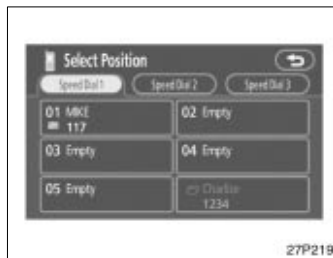 Select Position
Speed Dial 1 Speed Dial 2 Speed Dial 3
01 MIKE 02 Empty
117
03 Empty 04 Empty
05 Empty Charlize
1234
27P219